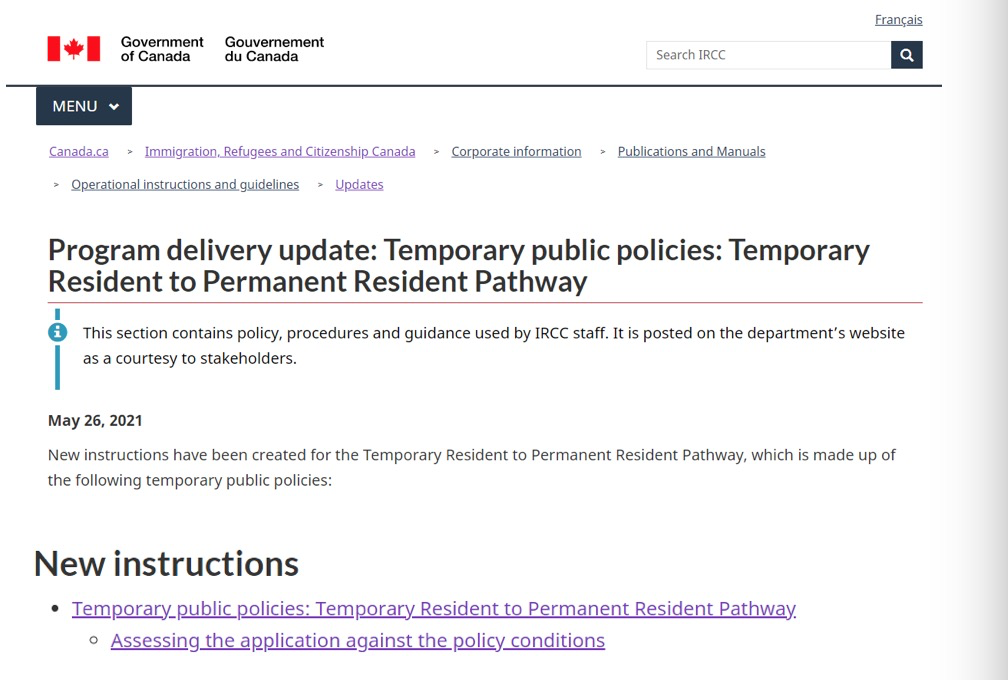 Français
Government
of Canada
Gouvernement
du Canada
Search IRCC
MENU
Canada.ca > Immigration, Refugees and Citizenship Canada > Corporate information > Publications and Manuals
> Operational instructions and guidelines > Updates
Program delivery update: Temporary public policies: Temporary
Resident to Permanent Resident Pathway
This section contains policy, procedures and guidance used by IRCC staff. It is posted on the department’s website
as a courtesy to stakeholders.
May 26, 2021
New instructions have been created for the Temporary Resident to Permanent Resident Pathway, which is made up of
the following temporary public policies:
New instructions
• Temporary public policies: Temporary Resident to Permanent Resident Pathway
○ Assessing the application against the policy conditions